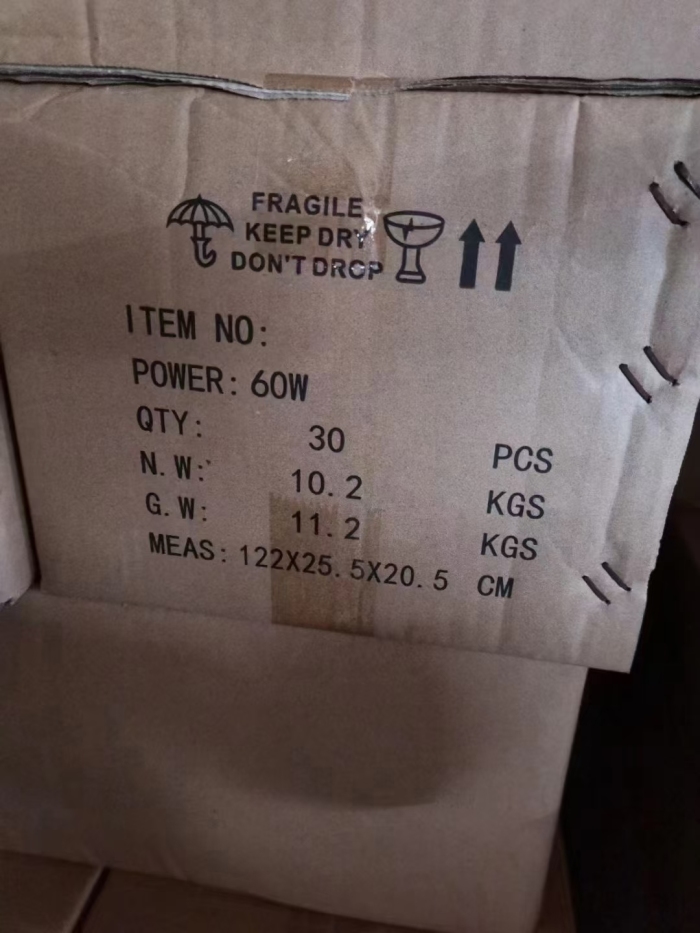 FRAGILE
KEEP DRY
DON'T DROP
ITEM NO:
POWER: 60W
QTY: 30 PCS
N.W: 10.2 KGS
G.W: 11.2 KGS
MEAS: 122X25.5X20.5 CM